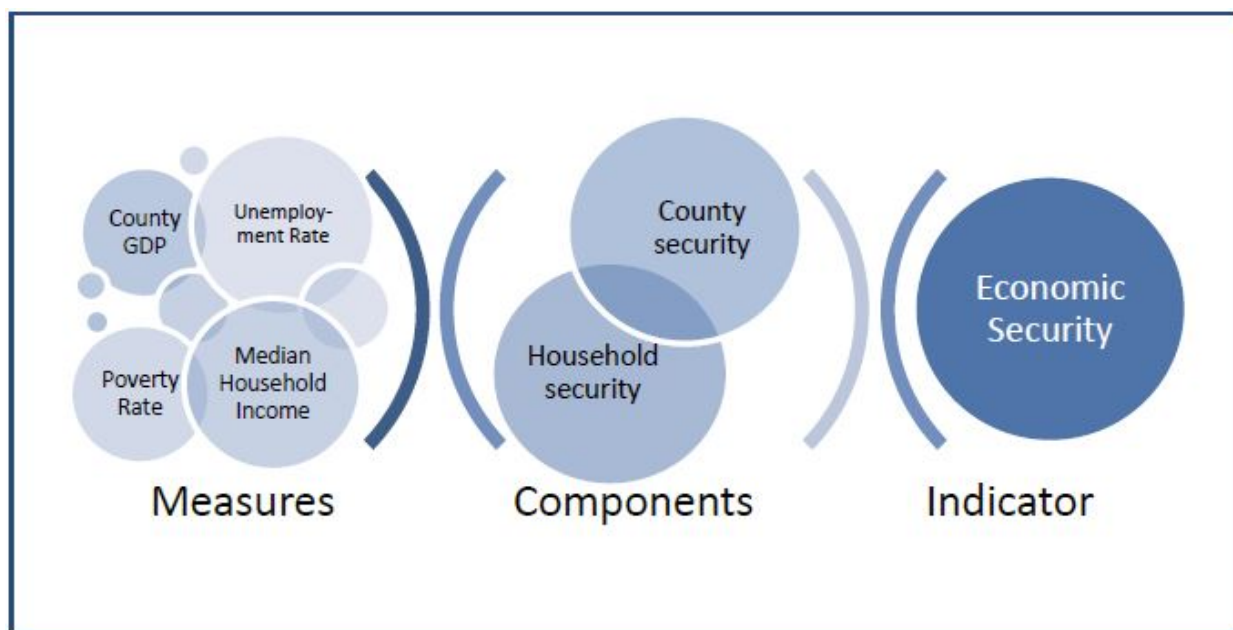 County
GDP
Unemploy-
ment Rate
Poverty
Rate
Median
Household
Income
Measures
County
security
Household
security
Components
Economic
Security
Indicator